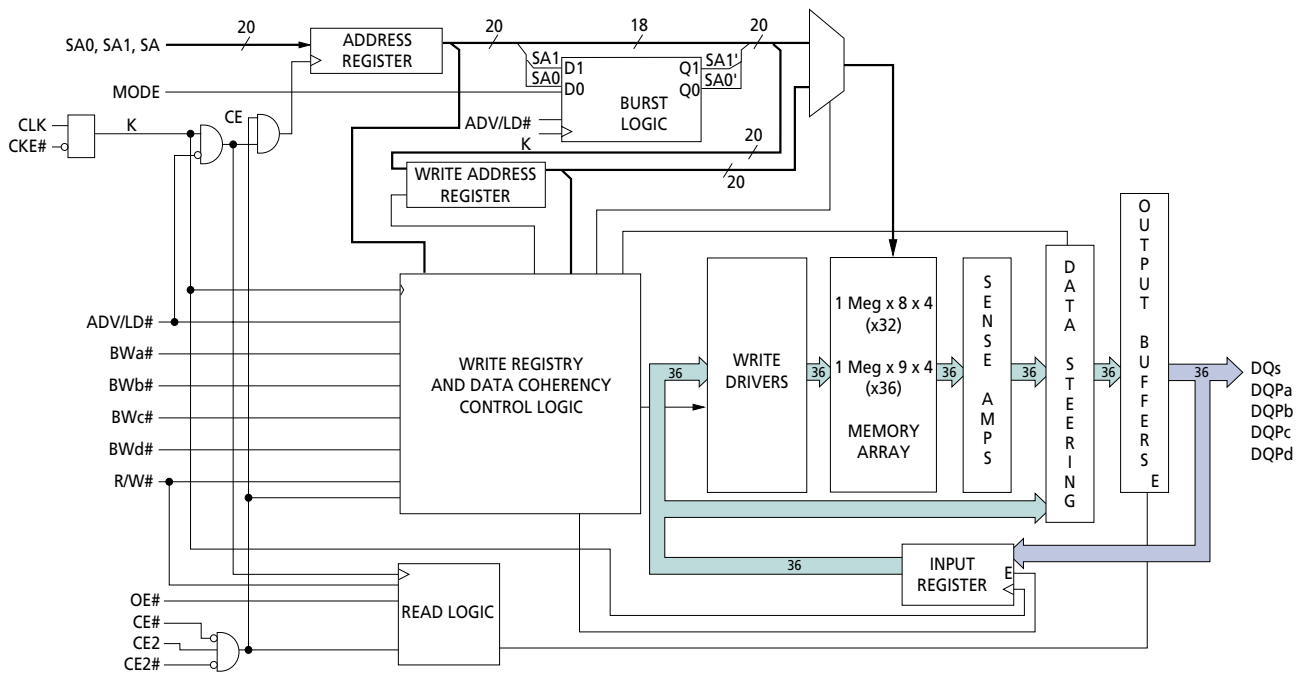 20
SA0, SA1, SA
ADDRESS
REGISTER
20
18
20
SA1
SA0
D1
D0
BURST
LOGIC
Q1
Q0
SA1'
SA0'
MODE
CLK
CKE#
K
CE
ADV/LD#
K
20
20
WRITE ADDRESS
REGISTER
ADV/LD#
BWa#
BWb#
BWc#
BWd#
R/W#
WRITE REGISTRY
AND DATA COHERENCY
CONTROL LOGIC
36
WRITE
DRIVERS
36
1 Meg x 8 x 4
(x32)
1 Meg x 9 x 4
(x36)
MEMORY
ARRAY
36
SENSE AMPS
36
DATA STEERING
36
OUTPUT BUFFERS
E
36
DQs
DQPa
DQPb
DQPc
DQPd
36
INPUT
REGISTER
E
OE#
CE#
CE2
CE2#
READ LOGIC